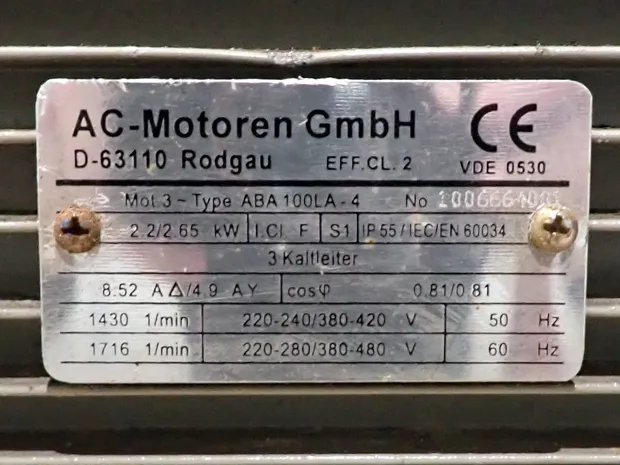 AC-Motoren GmbH CE
D-63110 Rodgau EFF.CL. 2 VDE 0530
Mot.3~Type ABA 100LA-4 No
2.2/2.65 kW I.Cl F S1 IP55/IEC/EN 60034
3 Kaltleiter
8.52 A Δ/4.9 A Y cosφ 0.81/0.81
1430 1/min 220-240/380-420 V 50 Hz
1716 1/min 220-280/380-480 V 60 Hz